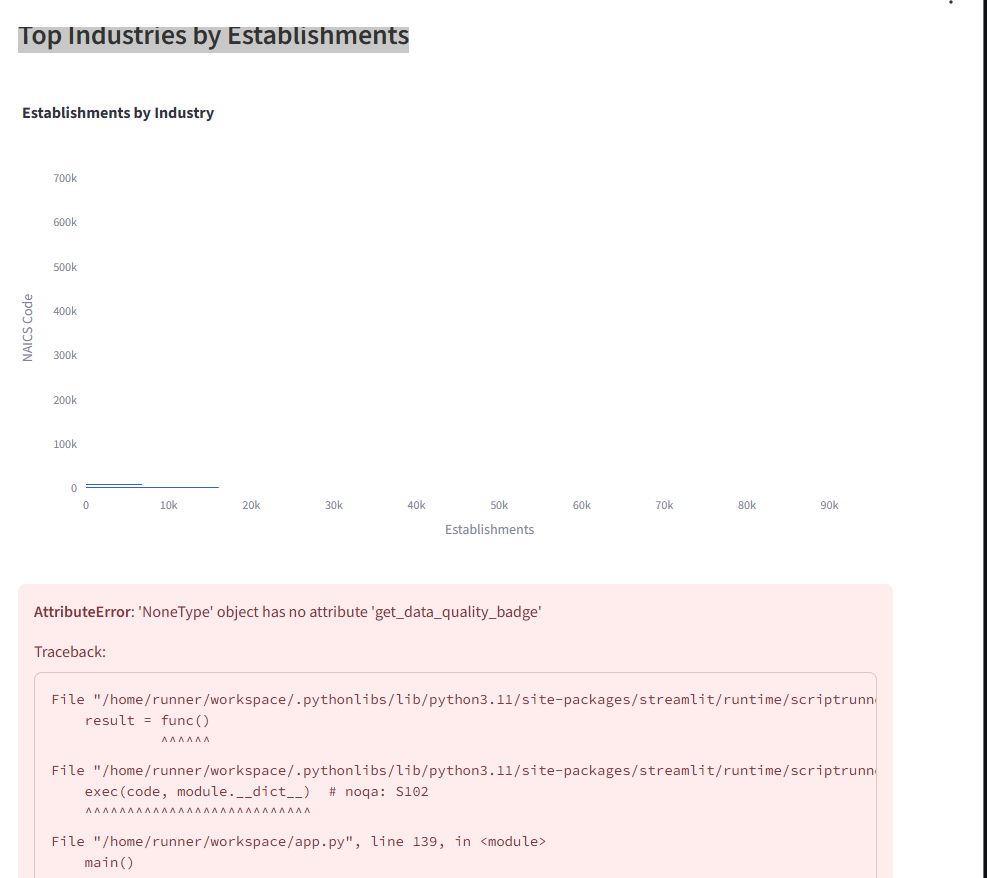 Top Industries by Establishments
Establishments by Industry
700k
600k
500k
400k
300k
200k
100k
0
NAICS Code
0 10k 20k 30k 40k 50k 60k 70k 80k 90k
Establishments
AttributeError: 'NoneType' object has no attribute 'get_data_quality_badge'
Traceback:
File "/home/runner/workspace/.pythonlibs/lib/python3.11/site-packages/streamlit/runtime/scriptrunn
result = func()
^^^^^^
File "/home/runner/workspace/.pythonlibs/lib/python3.11/site-packages/streamlit/runtime/scriptrunn
exec(code, module.__dict__)  # noqa: S102
^^^^^^^^^^^^^^^^^^^^^^^^^^^
File "/home/runner/workspace/app.py", line 139, in <module>
main()